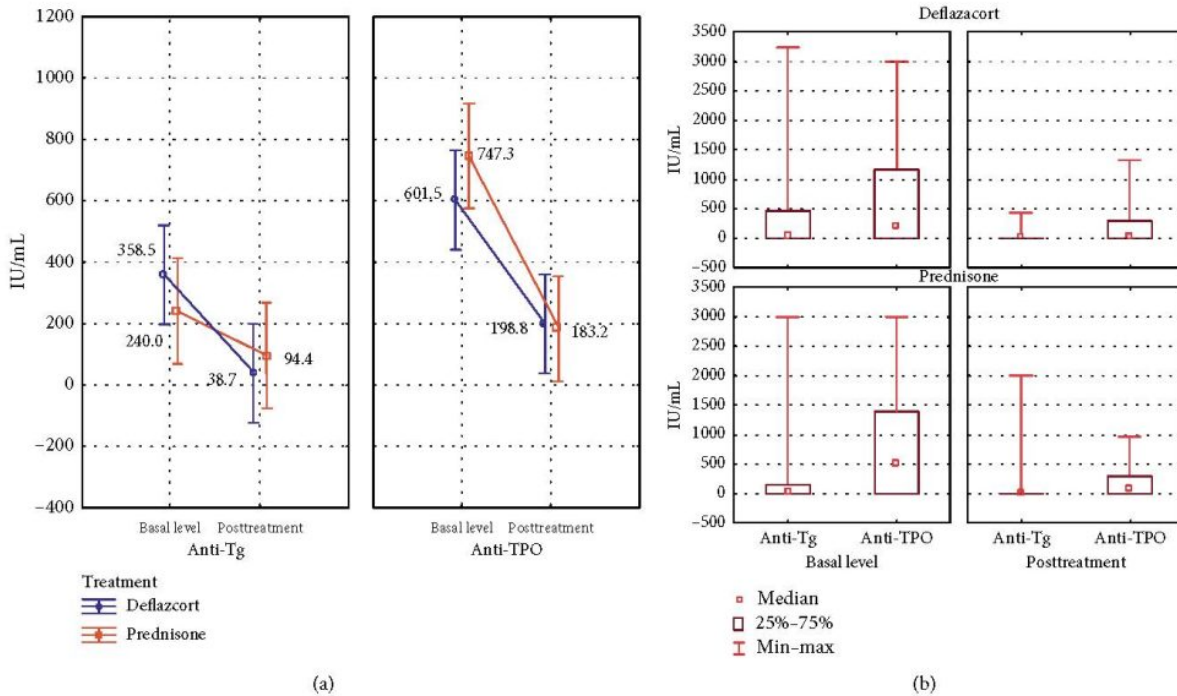 1200
1000
800
600
400
200
0
−200
−400
IU/mL
358.5
240.0
38.7
94.4
Basal level Posttreatment
Anti-Tg
747.3
601.5
198.8
183.2
Basal level Posttreatment
Anti-TPO
Treatment
Deflazcort
Prednisone
(a)
Deflazacort
3500
3000
2500
2000
1500
1000
500
0
−500
IU/mL
Prednisone
3500
3000
2500
2000
1500
1000
500
0
−500
IU/mL
Anti-Tg Anti-TPO Anti-Tg Anti-TPO
Basal level Posttreatment
Median
25%–75%
Min–max
(b)